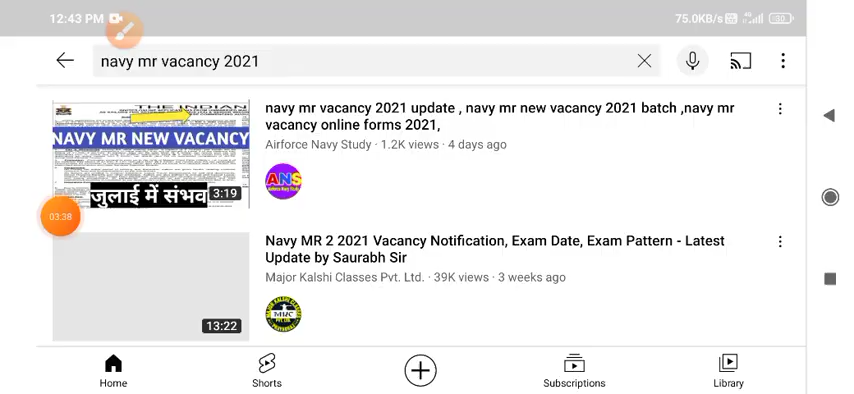 12:43 PM
75.0KB/s
navy mr vacancy 2021
THE INDIAN
NAVY MR NEW VACANCY
जुलाई में संभव
3:19
navy mr vacancy 2021 update , navy mr new vacancy 2021 batch ,navy mr
vacancy online forms 2021,
Airforce Navy Study · 1.2K views · 4 days ago
ANS
03:38
Navy MR 2 2021 Vacancy Notification, Exam Date, Exam Pattern - Latest
Update by Saurabh Sir
Major Kalshi Classes Pvt. Ltd. · 39K views · 3 weeks ago
MKC
13:22
Home
Shorts
Subscriptions
Library